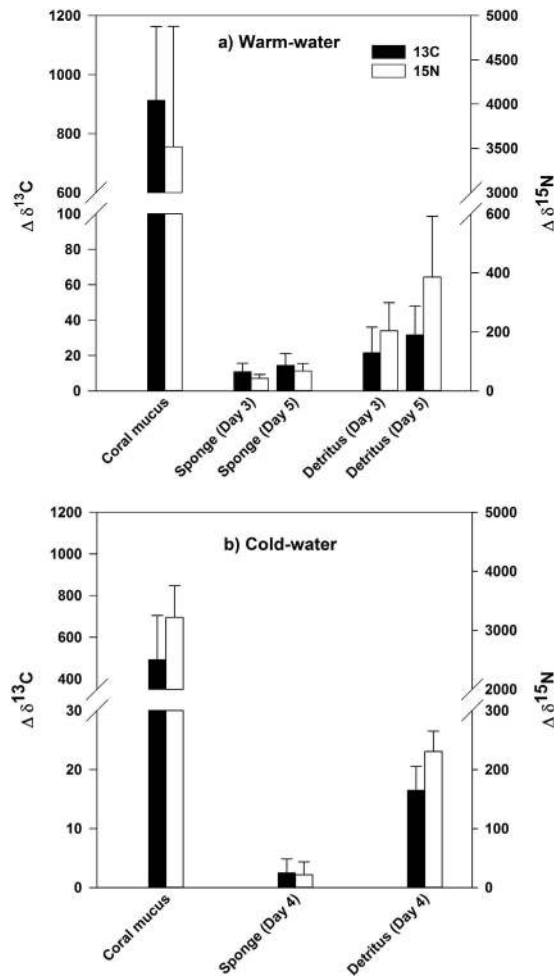 a) Warm-water
13C
15N
1200
1000
800
600
100
80
60
40
20
0
Δ δ13C
5000
4500
4000
3500
3000
600
400
200
0
Δ δ15N
Coral mucus
Sponge (Day 3)
Sponge (Day 5)
Detritus (Day 3)
Detritus (Day 5)
b) Cold-water
1200
1000
800
600
400
30
20
10
0
Δ δ13C
5000
4000
3000
2000
300
200
100
0
Δ δ15N
Coral mucus
Sponge (Day 4)
Detritus (Day 4)